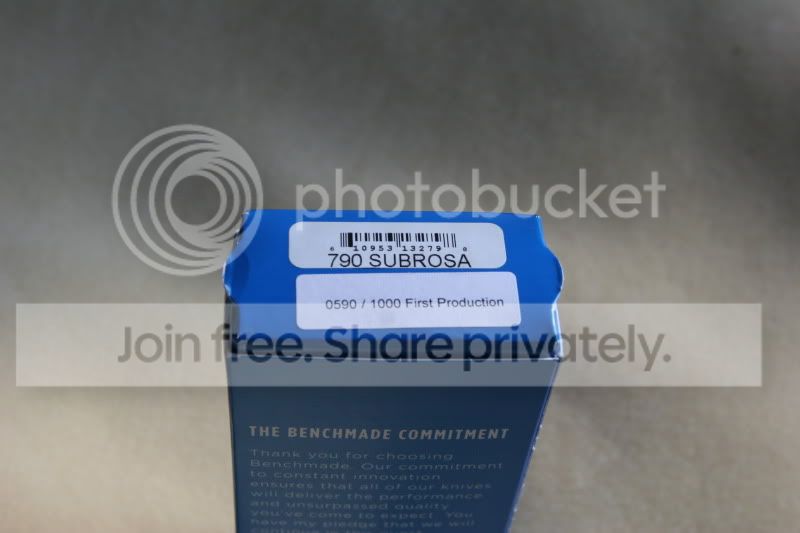 photobucket
6 10953 13279 0
790 SUBROSA
0590 / 1000 First Production
Join free. Share privately.
THE BENCHMADE COMMITMENT
Thank you for choosing
Benchmade. Our commitment
to constant innovation
ensures that all of our knives
will deliver the performance
and unsurpassed quality
you've come to expect. You
have my pledge that we will